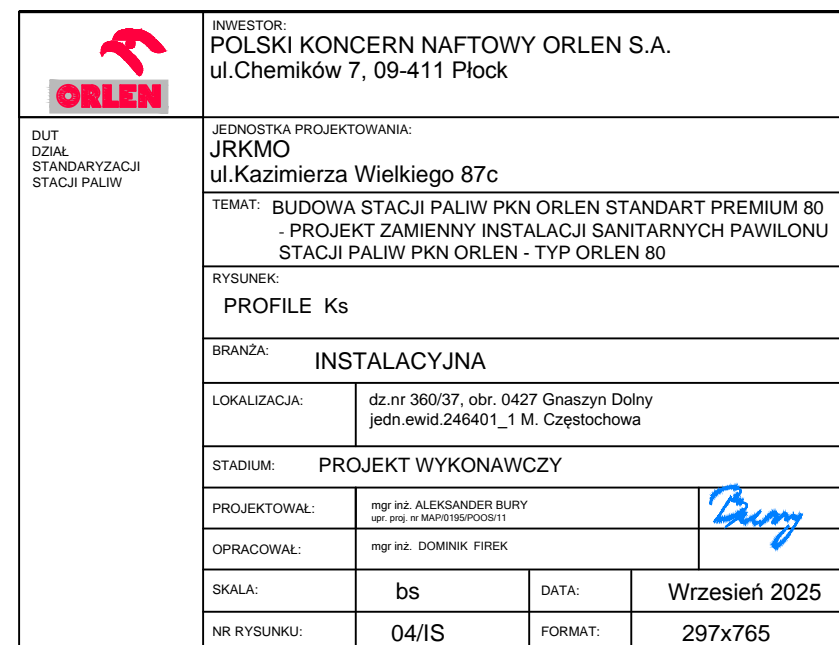 ORLEN
INWESTOR:
POLSKI KONCERN NAFTOWY ORLEN S.A.
ul.Chemików 7, 09-411 Płock
DUT
DZIAŁ
STANDARYZACJI
STACJI PALIW
JEDNOSTKA PROJEKTOWANIA:
JRKMO
ul.Kazimierza Wielkiego 87c
TEMAT: BUDOWA STACJI PALIW PKN ORLEN STANDART PREMIUM 80
- PROJEKT ZAMIENNY INSTALACJI SANITARNYCH PAWILONU
STACJI PALIW PKN ORLEN - TYP ORLEN 80
RYSUNEK:
PROFILE Ks
BRANŻA: INSTALACYJNA
LOKALIZACJA: dz.nr 360/37, obr. 0427 Gnaszyn Dolny
jedn.ewid.246401_1 M. Częstochowa
STADIUM: PROJEKT WYKONAWCZY
PROJEKTOWAŁ: mgr inż. ALEKSANDER BURY
upr. proj. nr MAP/0195/POOS/11
Bury
OPRACOWAŁ: mgr inż. DOMINIK FIREK
SKALA: bs DATA: Wrzesień 2025
NR RYSUNKU: 04/IS FORMAT: 297x765